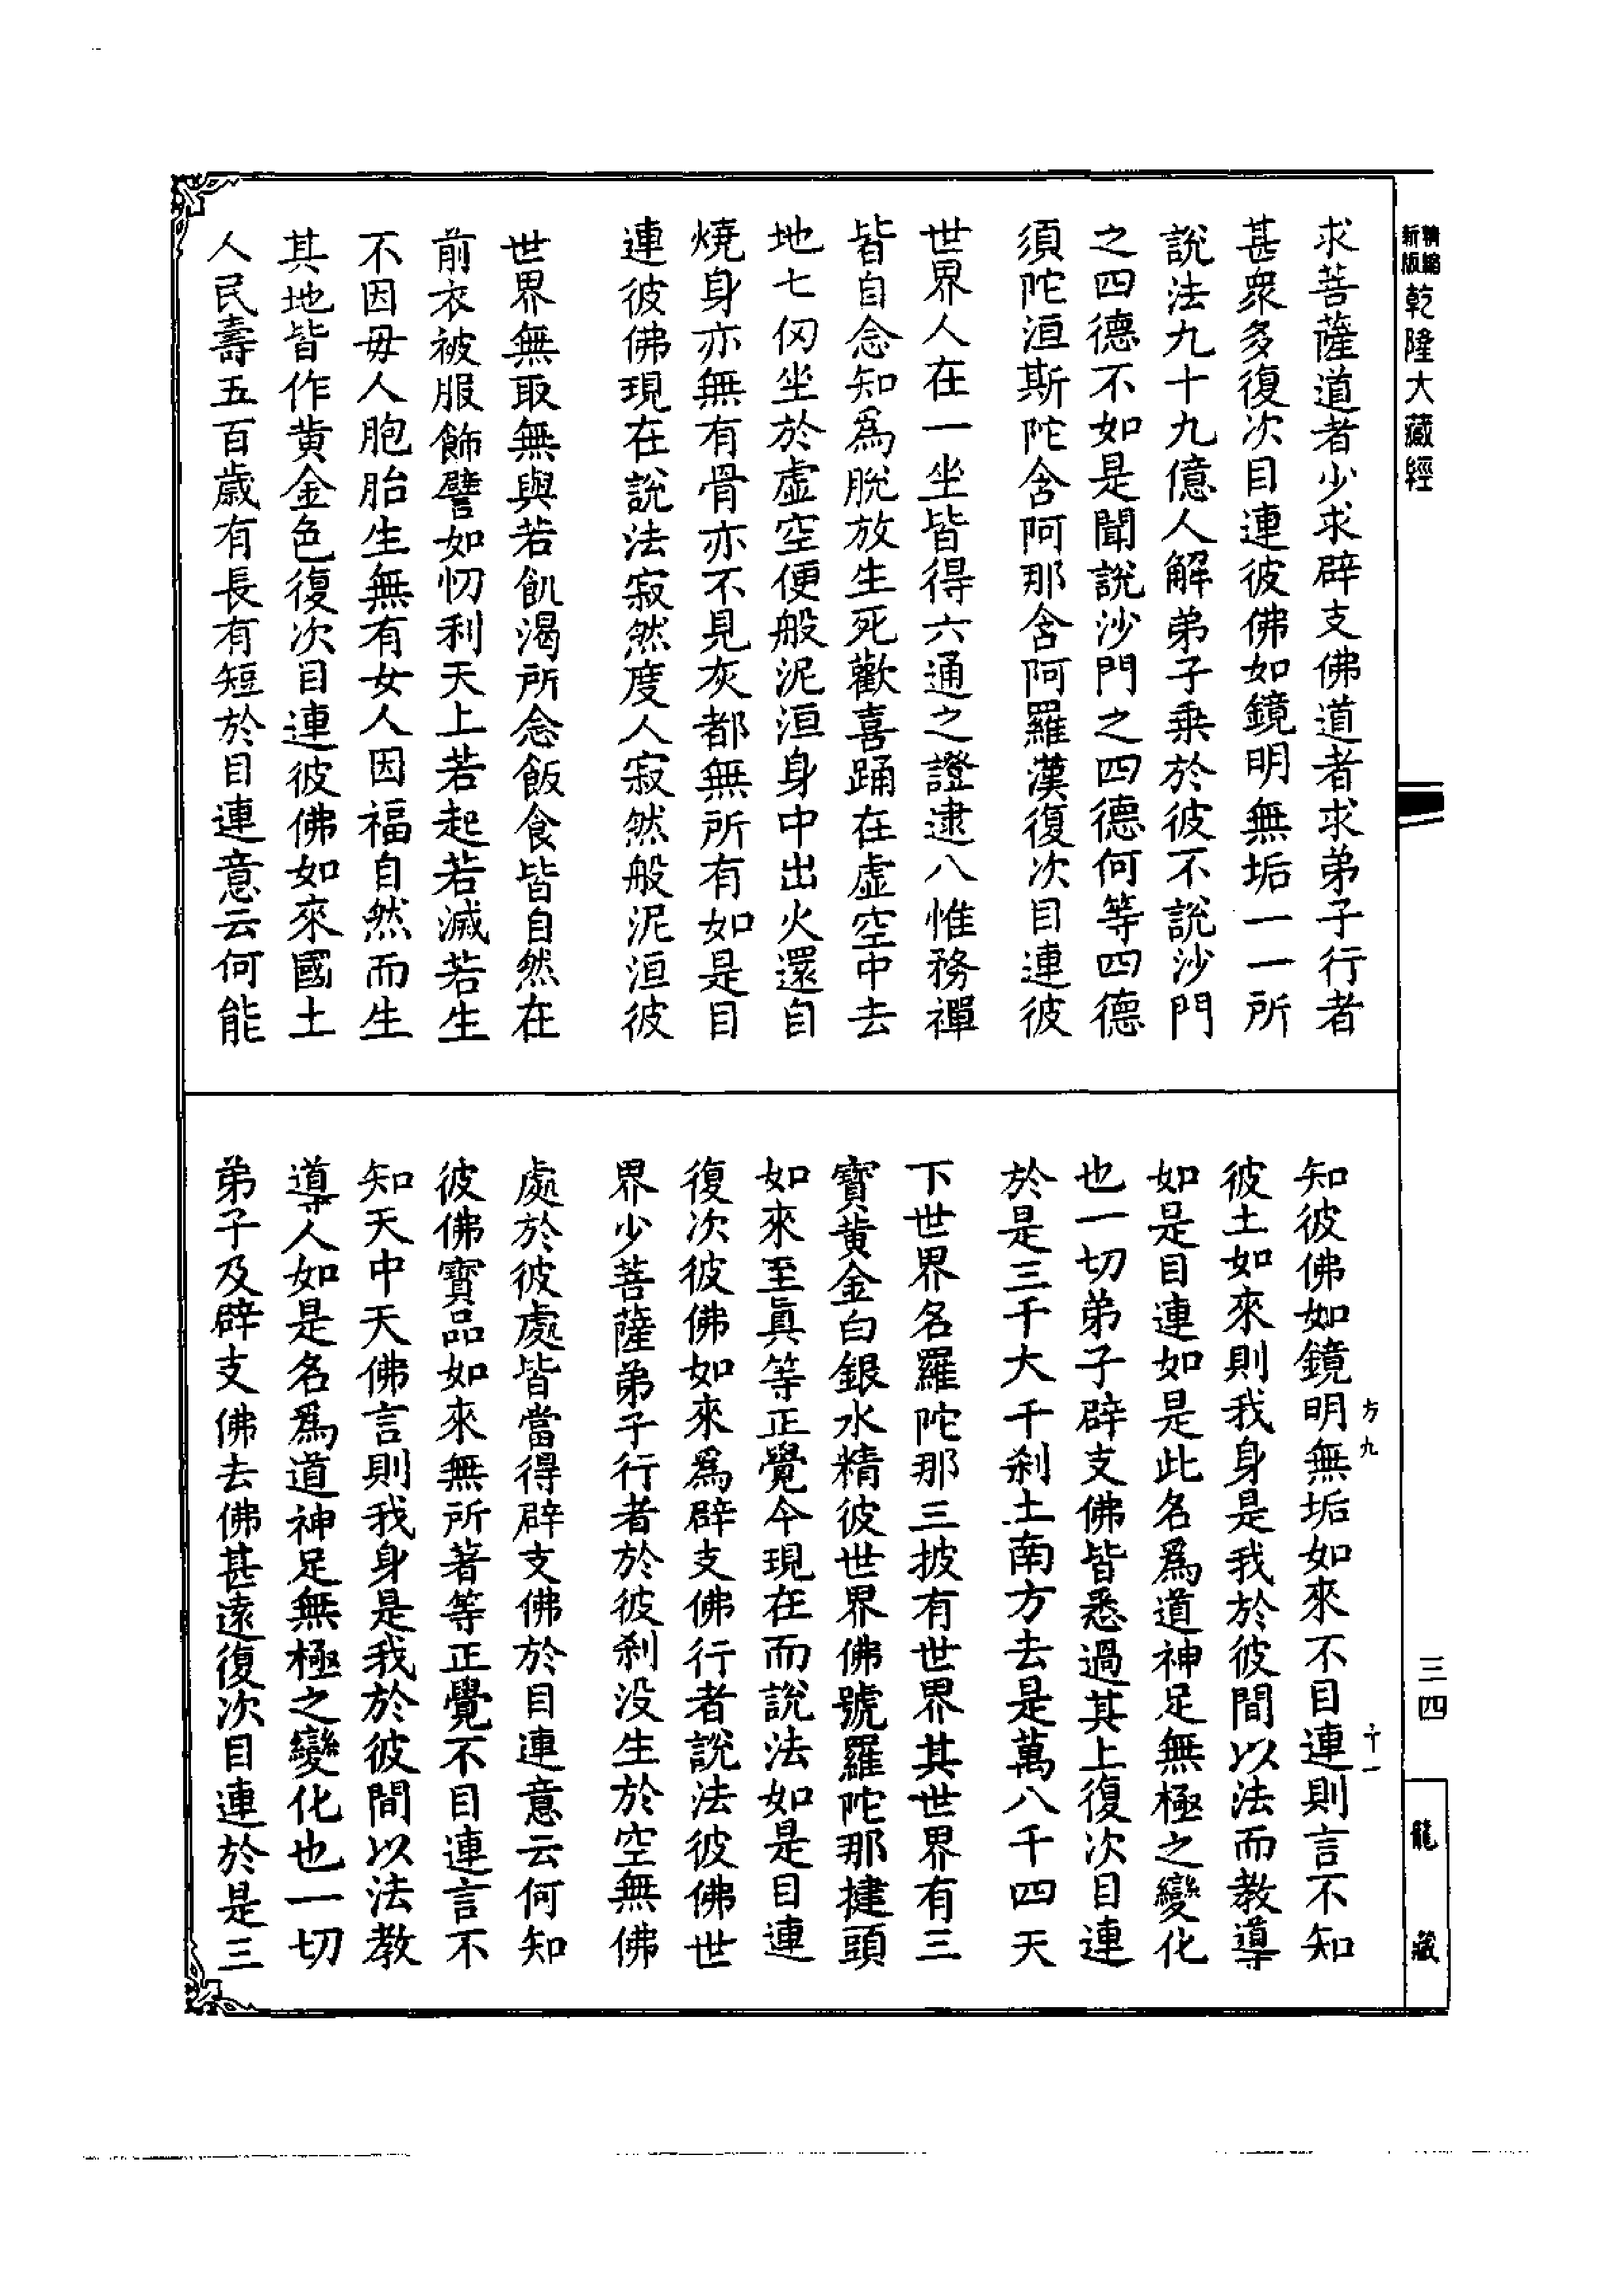 新版精縮乾隆大藏經
求菩薩道者少求辟支佛道者求弟子行者
甚衆多復次目連彼佛如鏡明無垢一一所
說法九十九億人解弟子乘於彼不說沙門
之四德不如是聞說沙門之四德何等四德
須陀洹斯陀含阿那含阿羅漢復次目連彼
世界人在一坐皆得六通之證逮八惟務禪
皆自念知爲脫放生死歡喜踊在虛空中去
地七仞坐於虛空便般泥洹身中出火還自
燒身亦無有骨亦不見灰都無所有如是目
連彼佛現在說法寂然度人寂然般泥洹彼
世界無取無與若飢渴所念飯食皆自然在
前衣被服飾譬如忉利天上若起若滅若生
不因毋人胞胎生無有女人因福自然而生
其地皆作黄金色復次目連彼佛如來國土
人民壽五百歲有長有短於目連意云何能
知彼佛如鏡明無垢如來不目連則言不知
彼土如來則我身是我於彼間以法而教導
如是目連如是此名爲道神足無極之變化
也一切弟子辟支佛皆悉過其上復次目連
於是三千大千刹土南方去是萬八千四天
下世界名羅陀那三披有世界其世界有三
寳黄金白銀水精彼世界佛號羅陀那揵頭
如來至眞等正覺今現在而說法如是目連
復次彼佛如來爲辟支佛行者說法彼佛世
界少菩薩弟子行者於彼刹没生於空無佛
處於彼處皆當得辟支佛於目連意云何知
彼佛寳品如來無所著等正覺不目連言不
知天中天佛言則我身是我於彼間以法教
導人如是名爲道神足無極之變化也一切
弟子及辟支佛去佛甚遠復次目連於是三
方九
十一
三四
龍藏